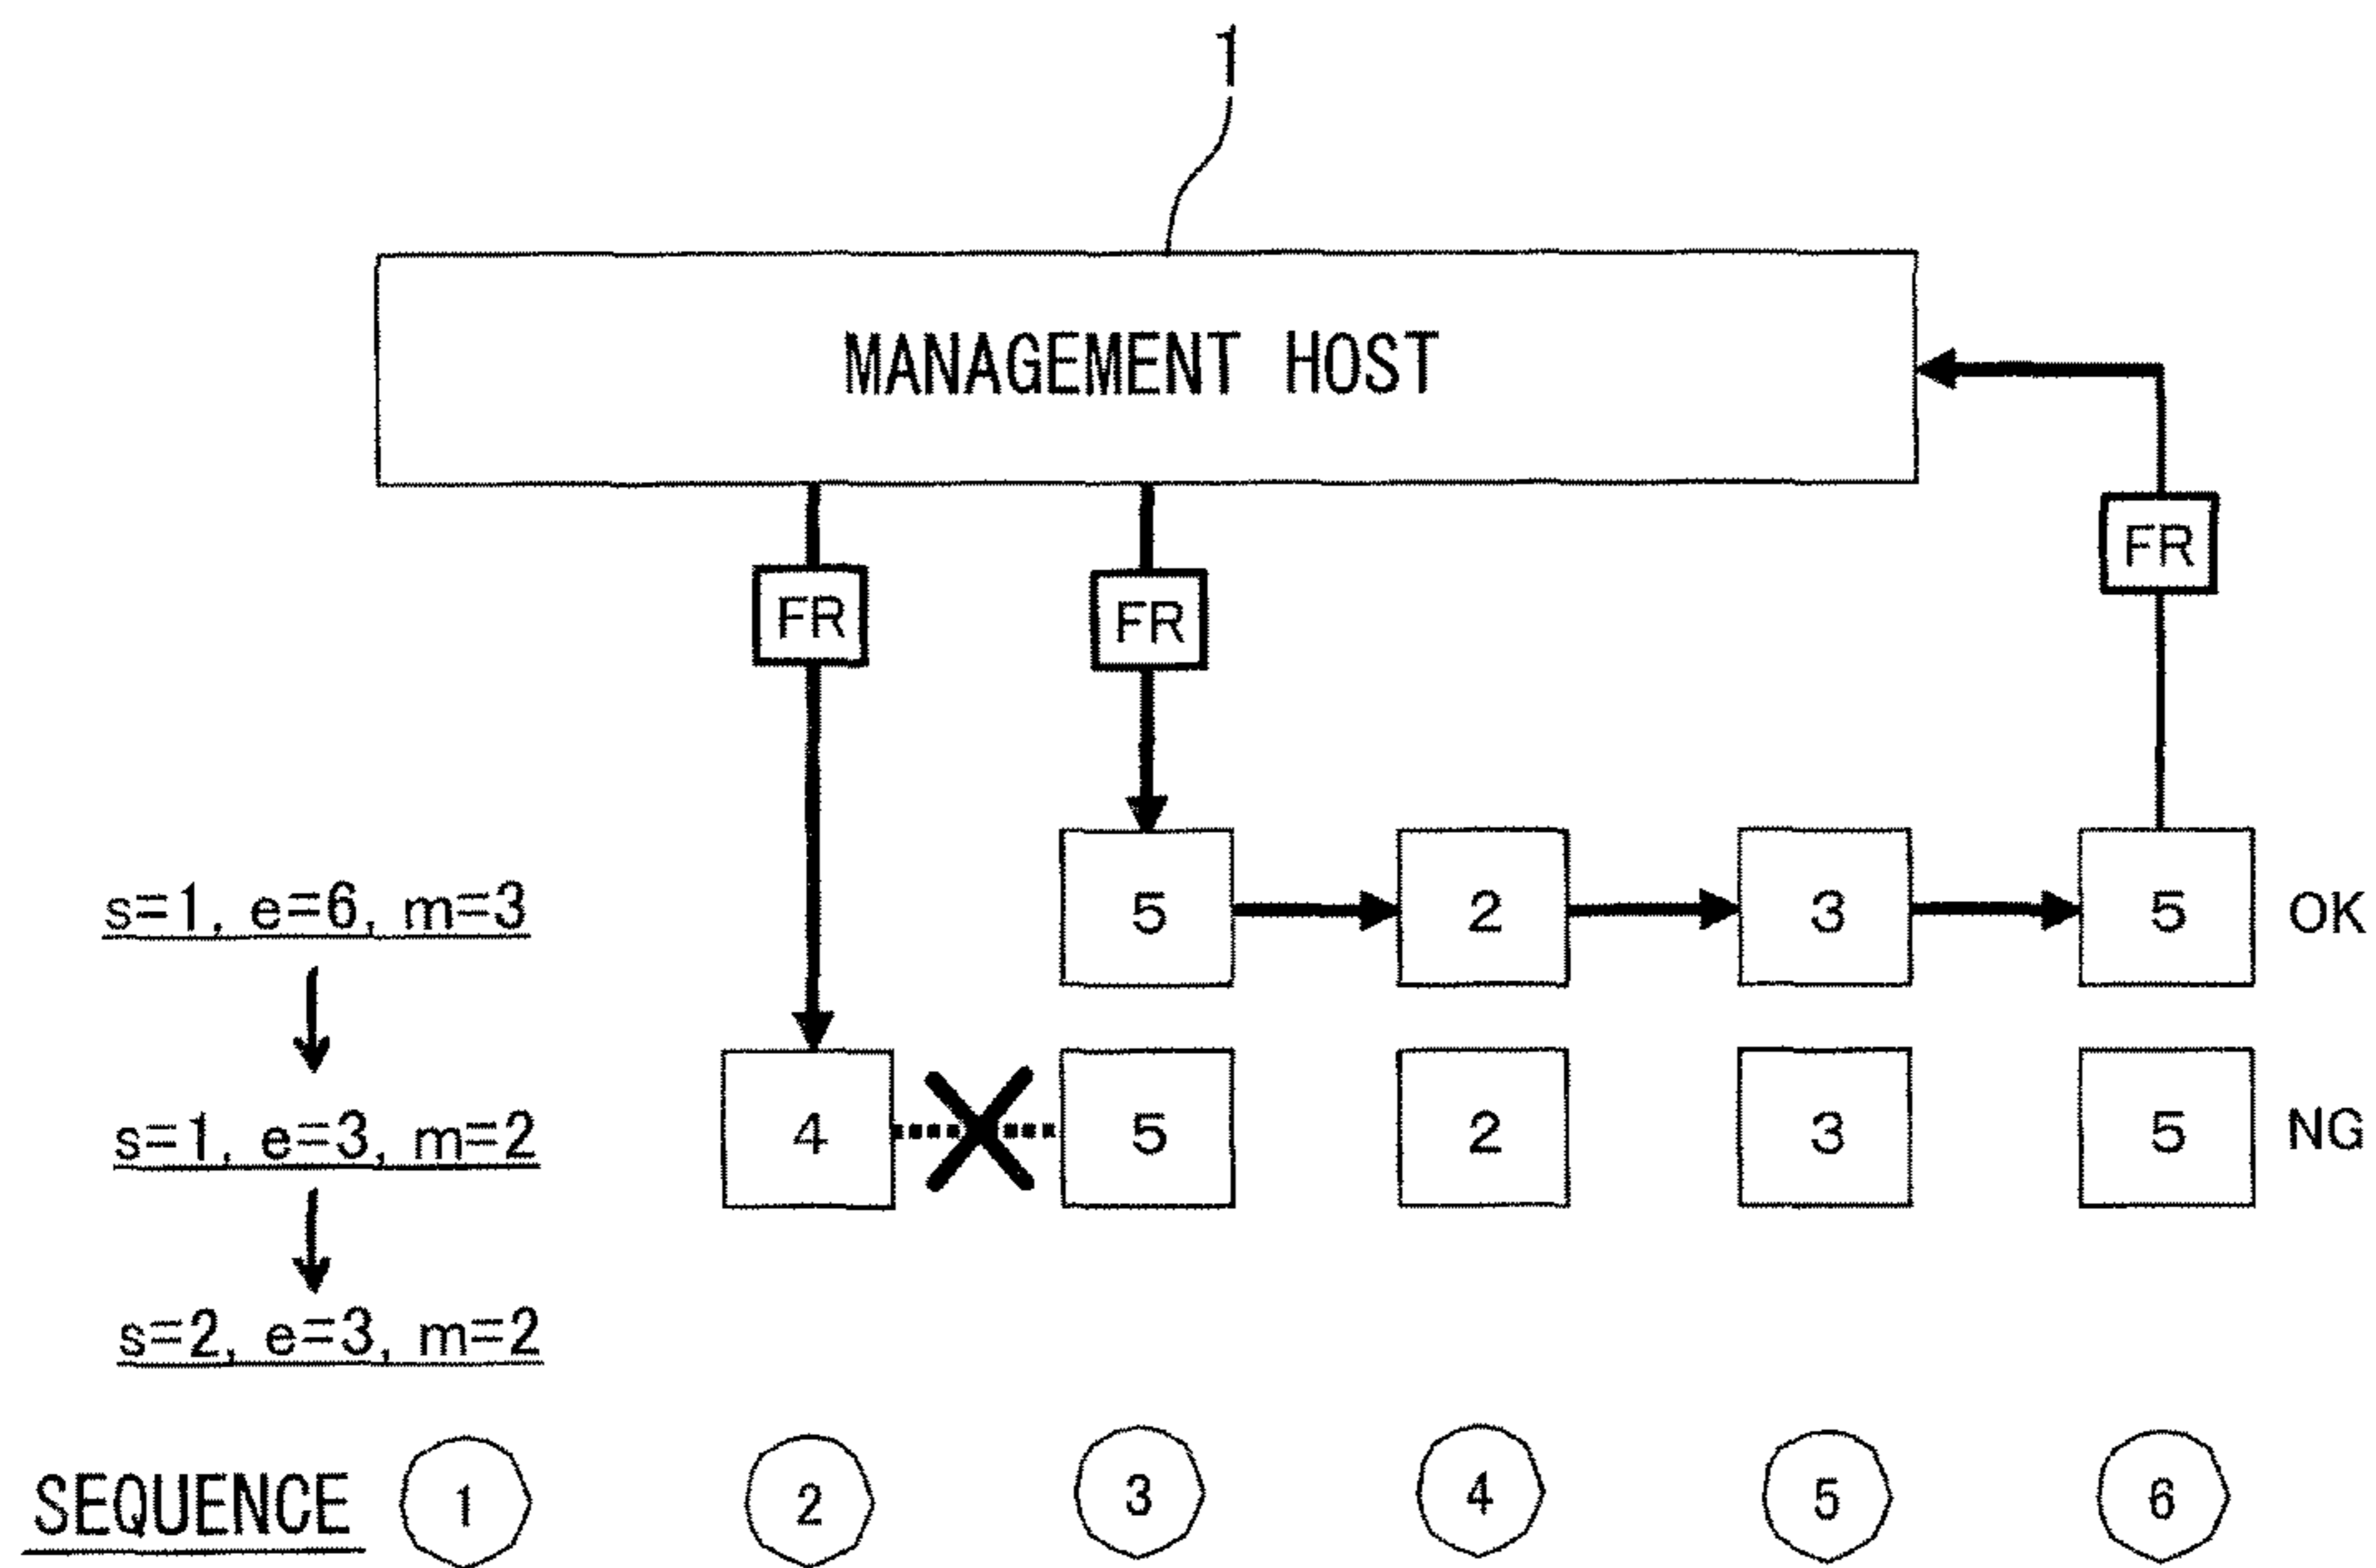 1
MANAGEMENT HOST
FR FR FR
s=1, e=6, m=3 5 2 3 5 OK
s=1, e=3, m=2 4 5 2 3 5 NG
s=2, e=3, m=2
SEQUENCE 1 2 3 4 5 6